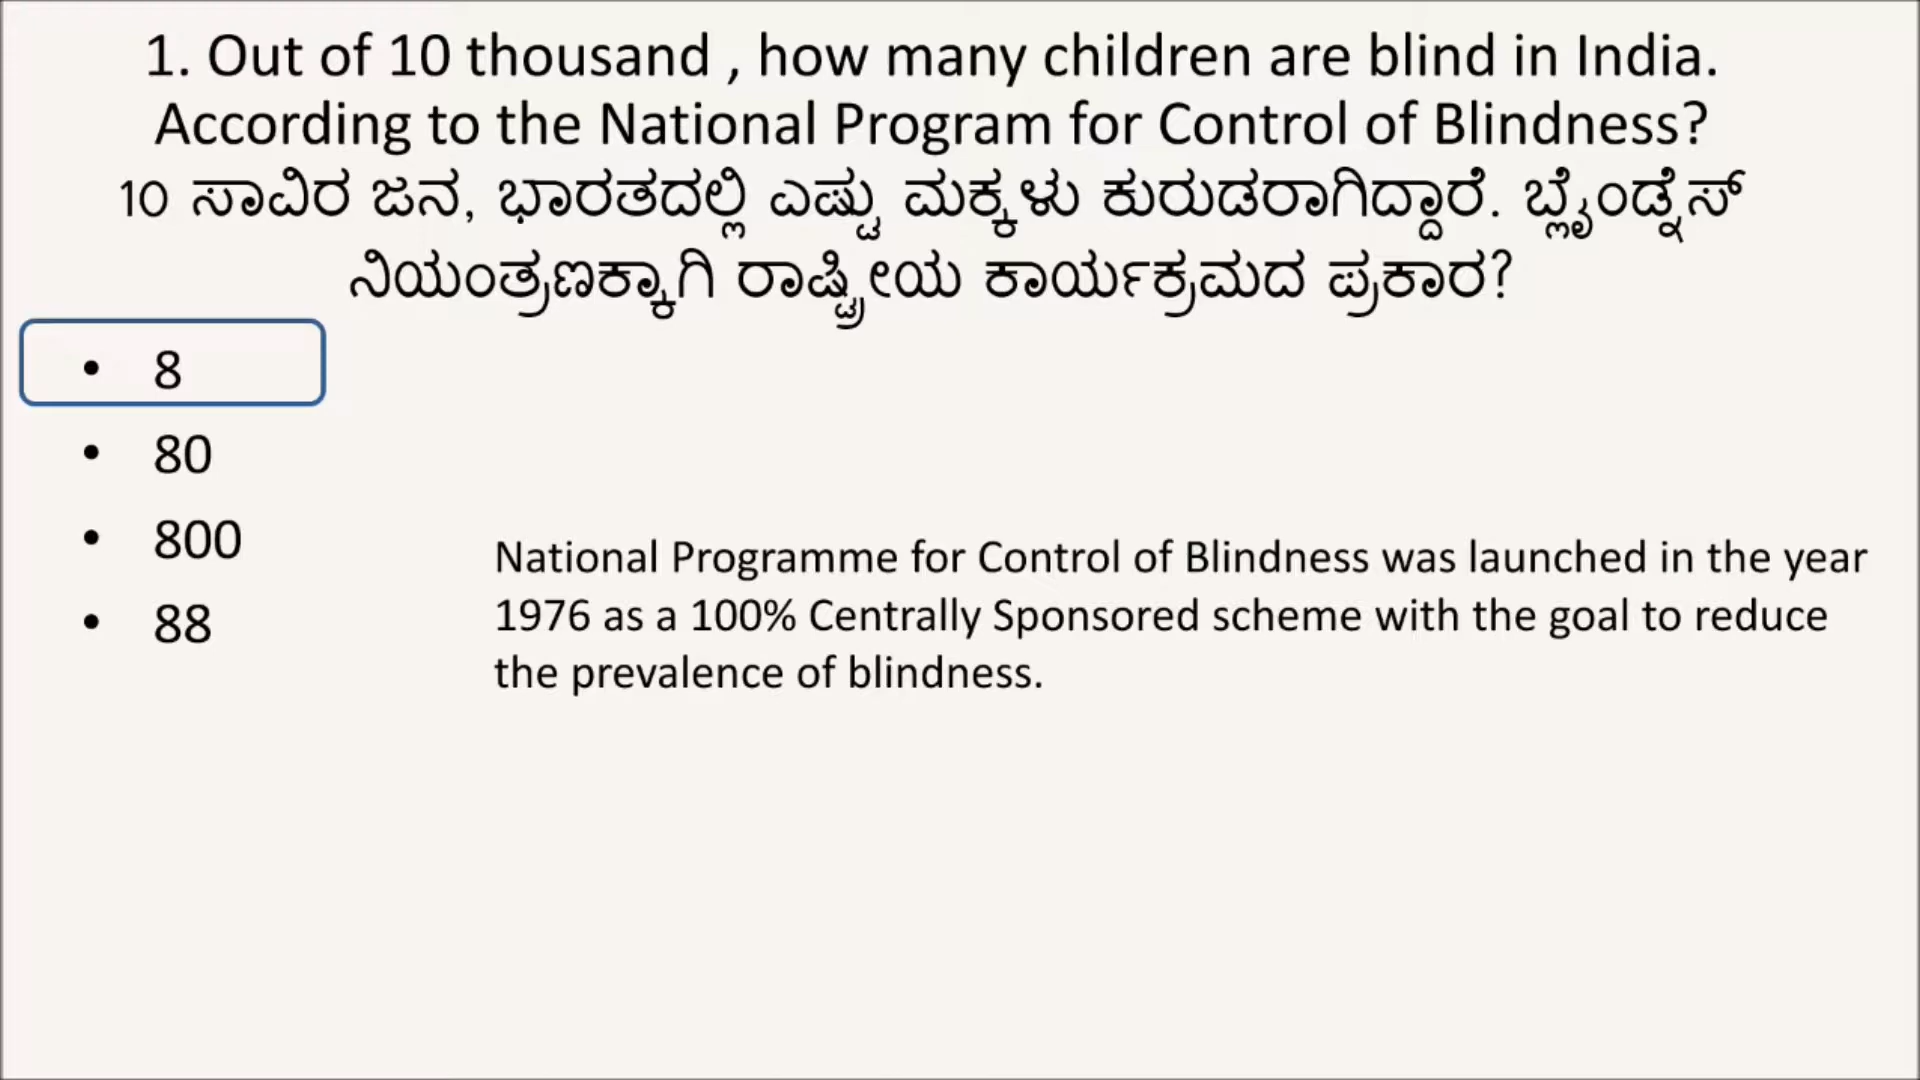 1. Out of 10 thousand , how many children are blind in India.
According to the National Program for Control of Blindness?
10 ಸಾವಿರ ಜನ, ಭಾರತದಲ್ಲಿ ಎಷ್ಟು ಮಕ್ಕಳು ಕುರುಡರಾಗಿದ್ದಾರೆ. ಬ್ಲೈಂಡ್ನೆಸ್
ನಿಯಂತ್ರಣಕ್ಕಾಗಿ ರಾಷ್ಟ್ರೀಯ ಕಾರ್ಯಕ್ರಮದ ಪ್ರಕಾರ?
• 8
• 80
• 800
• 88
National Programme for Control of Blindness was launched in the year
1976 as a 100% Centrally Sponsored scheme with the goal to reduce
the prevalence of blindness.